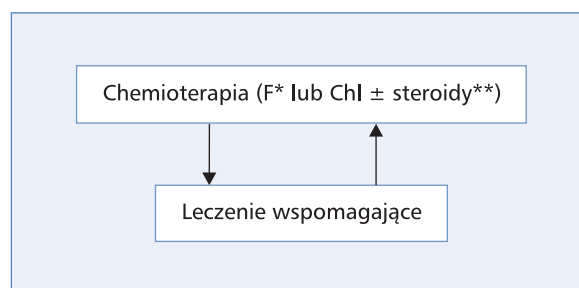 Chemioterapia (F* lub Chl ± steroidy**)
Leczenie wspomagające